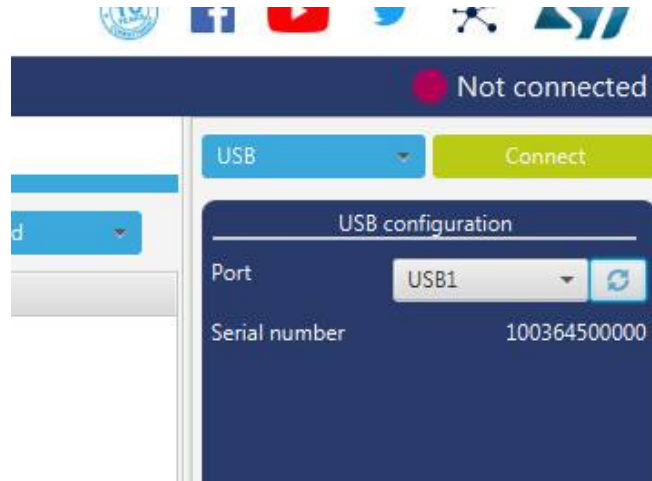 Not connected
USB
Connect
d
USB configuration
Port
USB1
Serial number
100364500000